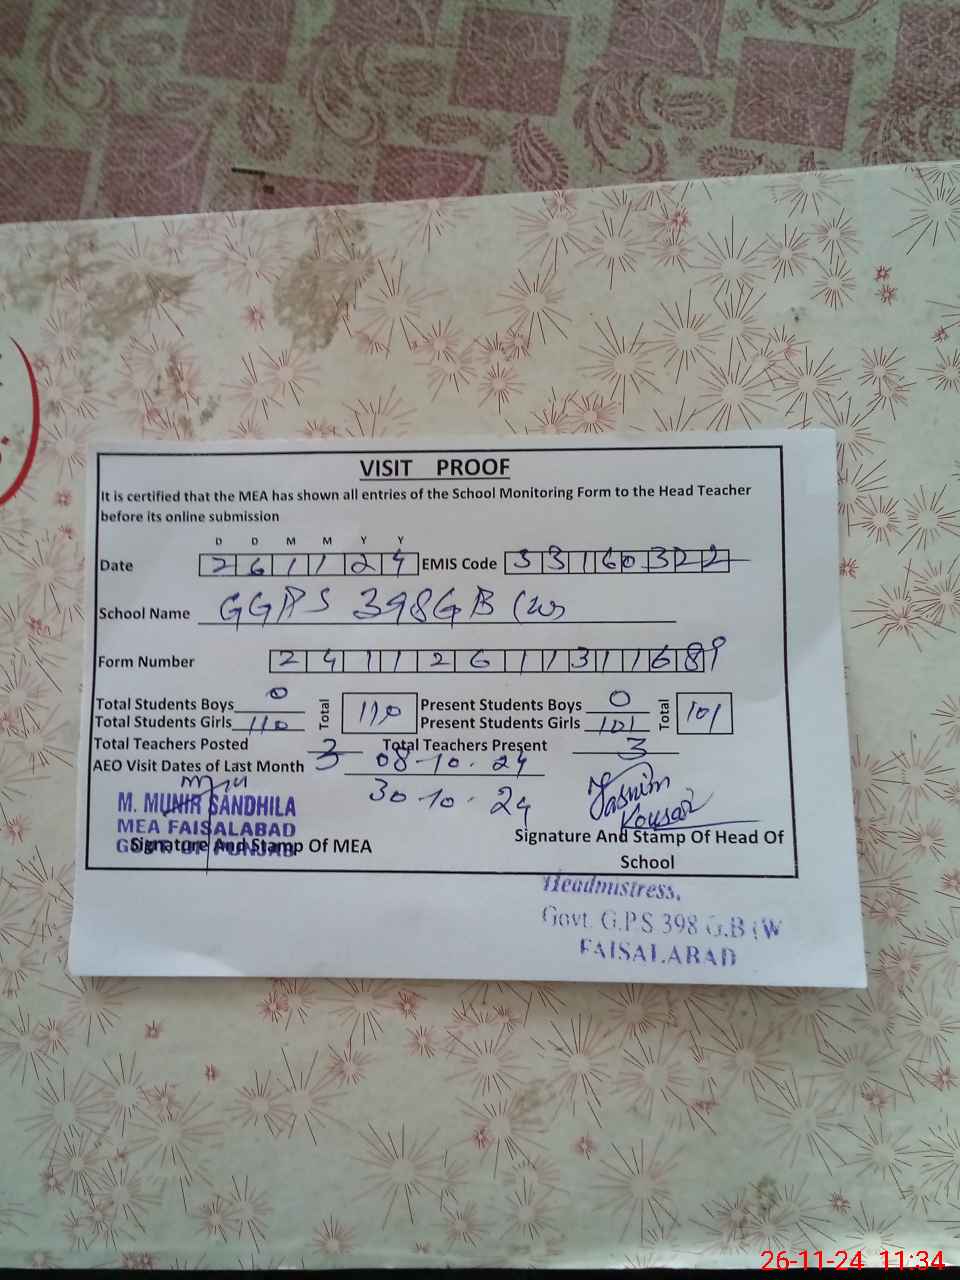 VISIT PROOF
It is certified that the MEA has shown all entries of the School Monitoring Form to the Head Teacher
before its online submission
D D M M Y Y
Date 2 6 1 1 2 4 EMIS Code 3 3 1 6 0 3 2 2
School Name GGPS 398GB (W)
Form Number 2 4 1 1 2 6 1 1 3 1 1 6 8 9
Total Students Boys 0 Total 110 Present Students Boys 0 Total 101
Total Students Girls 110 Present Students Girls 101
Total Teachers Posted 3 Total Teachers Present 3
AEO Visit Dates of Last Month 08-10-24
30-10-24
M. MUNIR SANDHILA
MEA FAISALABAD
GOVT. OF PUNJAB
Signature And Stamp Of MEA
Tasnim
Kousar
Signature And Stamp Of Head Of
School
Headmistress,
Govt. G.P.S 398 G.B (W
FAISALABAD
26-11-24 11:34